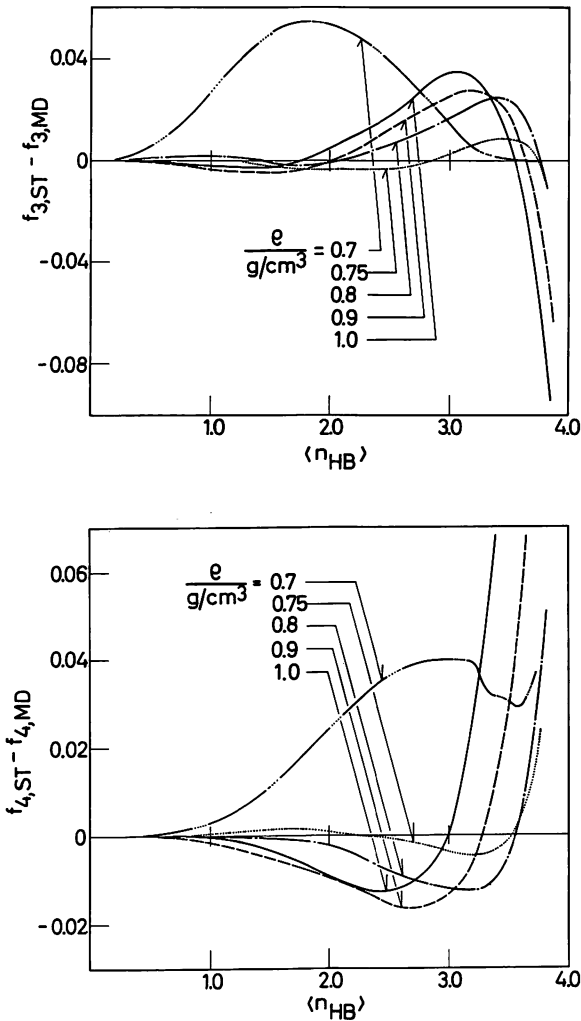 0.04
0
-0.04
-0.08
f3,ST - f3,MD
ϱ
g/cm³
= 0.7
0.75
0.8
0.9
1.0
1.0 2.0 3.0 4.0
⟨nHB⟩
0.06
0.04
0.02
0
-0.02
f4,ST - f4,MD
ϱ
g/cm³
= 0.7
0.75
0.8
0.9
1.0
1.0 2.0 3.0 4.0
⟨nHB⟩